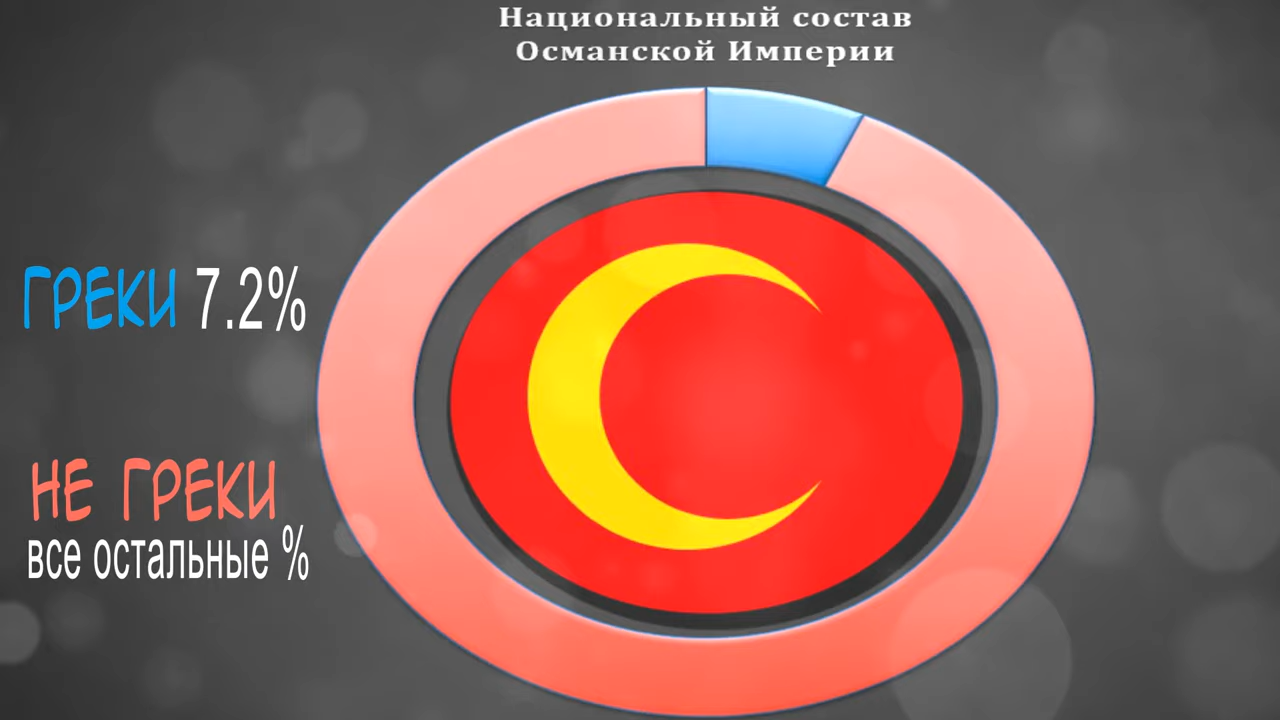 Национальный состав
Османской Империи
ГРЕКИ 7.2%
НЕ ГРЕКИ
все остальные %